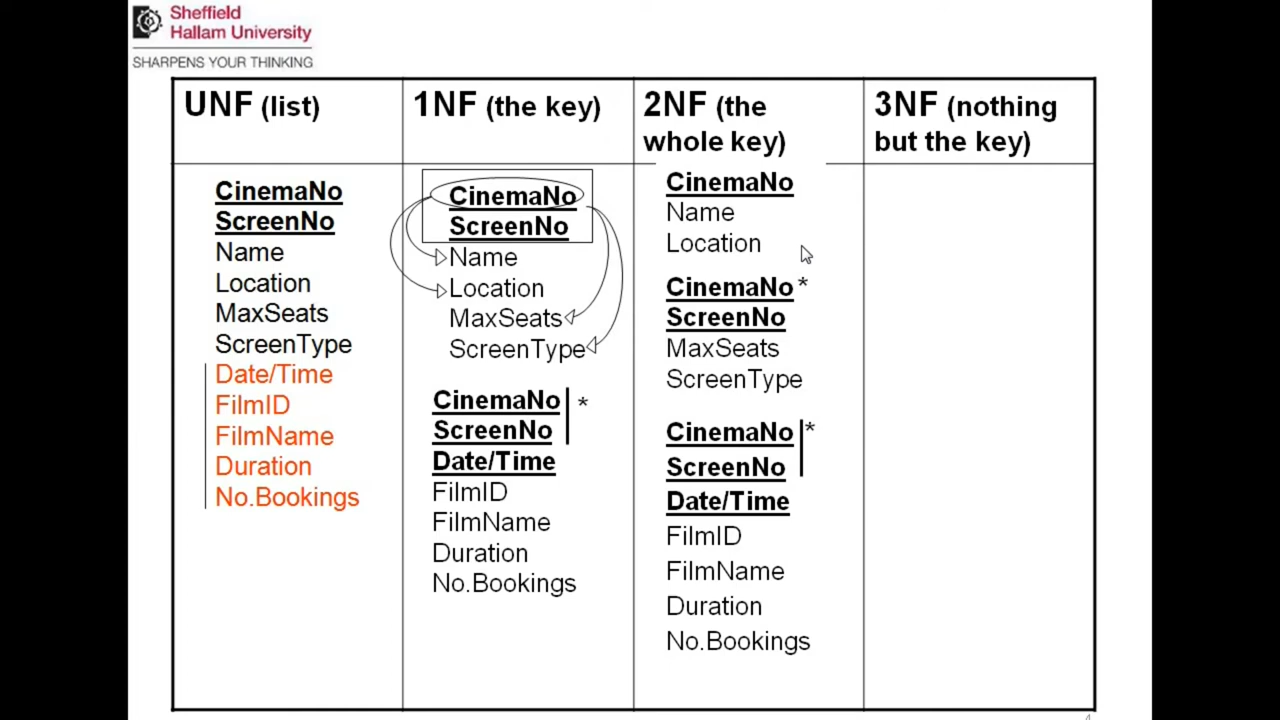 Sheffield
Hallam University
SHARPENS YOUR THINKING
UNF (list)
CinemaNo
ScreenNo
Name
Location
MaxSeats
ScreenType
Date/Time
FilmID
FilmName
Duration
No.Bookings
1NF (the key)
CinemaNo
ScreenNo
Name
Location
MaxSeats
ScreenType
CinemaNo *
ScreenNo
Date/Time
FilmID
FilmName
Duration
No.Bookings
2NF (the
whole key)
CinemaNo
Name
Location
CinemaNo *
ScreenNo
MaxSeats
ScreenType
CinemaNo *
ScreenNo
Date/Time
FilmID
FilmName
Duration
No.Bookings
3NF (nothing
but the key)